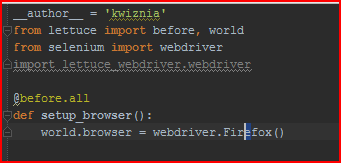 __author__ = 'kwiznia'
from lettuce import before, world
from selenium import webdriver
import lettuce_webdriver.webdriver
@before.all
def setup_browser():
world.browser = webdriver.Firefox()